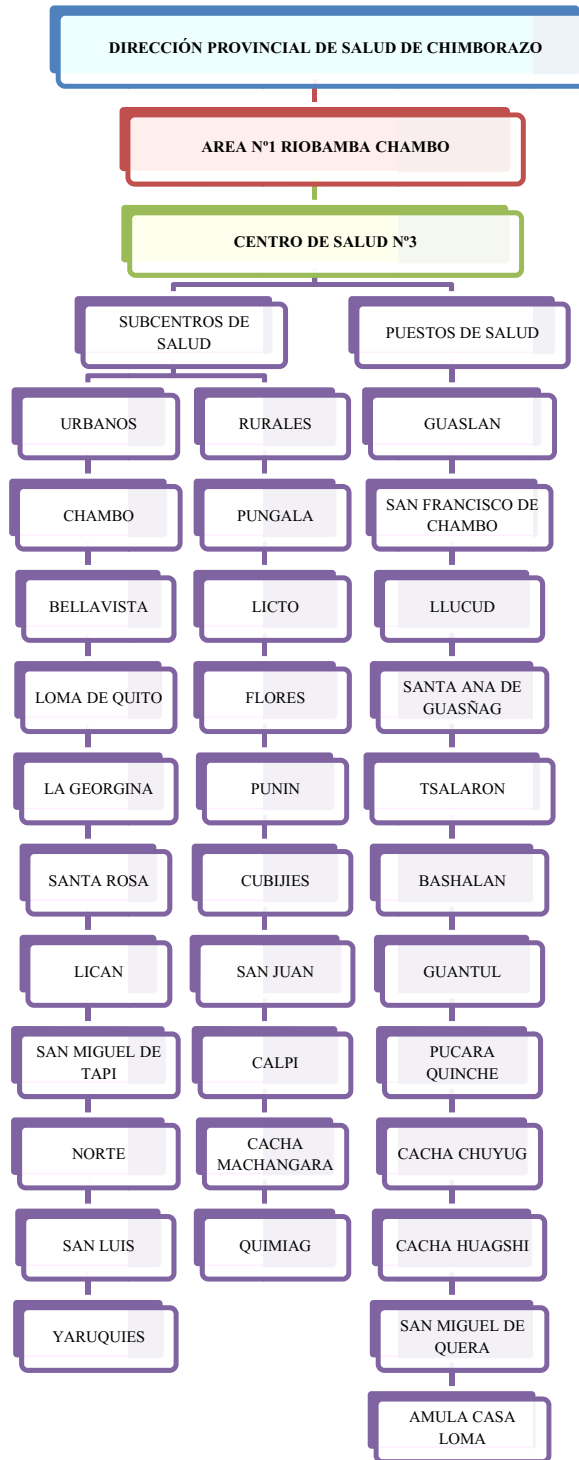 DIRECCIÓN PROVINCIAL DE SALUD DE CHIMBORAZO
AREA Nº1 RIOBAMBA CHAMBO
CENTRO DE SALUD Nº3
SUBCENTROS DE
SALUD
URBANOS
CHAMBO
BELLAVISTA
LOMA DE QUITO
LA GEORGINA
SANTA ROSA
LICAN
SAN MIGUEL DE
TAPI
NORTE
SAN LUIS
YARUQUIES
RURALES
PUNGALA
LICTO
FLORES
PUNIN
CUBIJIES
SAN JUAN
CALPI
CACHA
MACHANGARA
QUIMIAG
PUESTOS DE SALUD
GUASLAN
SAN FRANCISCO DE
CHAMBO
LLUCUD
SANTA ANA DE
GUASÑAG
TSALARON
BASHALAN
GUANTUL
PUCARA
QUINCHE
CACHA CHUYUG
CACHA HUAGSHI
SAN MIGUEL DE
QUERA
AMULA CASA
LOMA